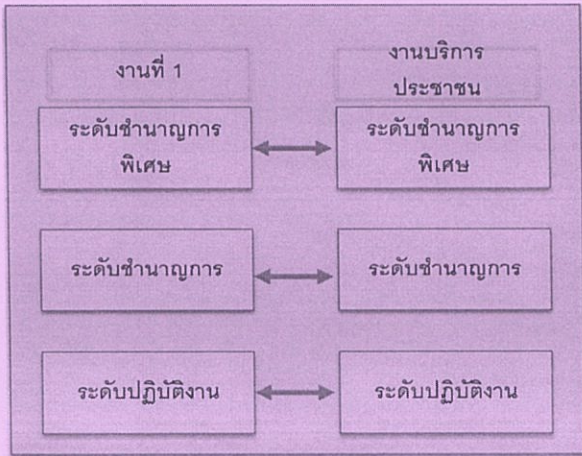 งานที่ 1
งานบริการ
ประชาชน
ระดับชำนาญการ
พิเศษ
ระดับชำนาญการ
พิเศษ
ระดับชำนาญการ
ระดับชำนาญการ
ระดับปฏิบัติงาน
ระดับปฏิบัติงาน